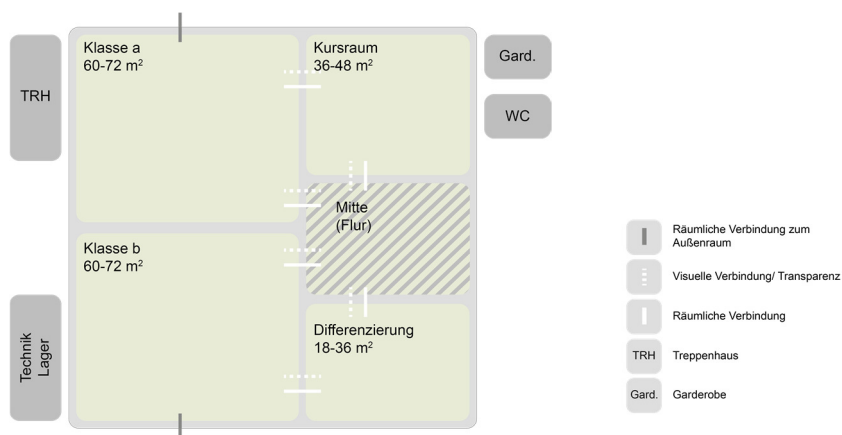 Klasse a
60-72 m²
Kursraum
36-48 m²
Gard.
TRH
WC
Mitte
(Flur)
Klasse b
60-72 m²
Differenzierung
18-36 m²
Technik
Lager
Räumliche Verbindung zum
Außenraum
Visuelle Verbindung/ Transparenz
Räumliche Verbindung
TRH Treppenhaus
Gard. Garderobe